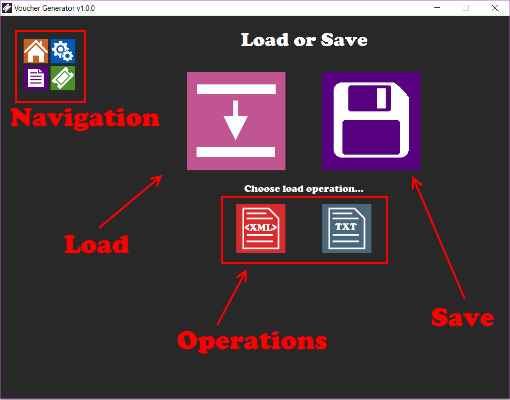 Voucher Generator v1.0.0
Load or Save
Navigation
Choose load operation...
Load
<XML>
TXT
Save
Operations